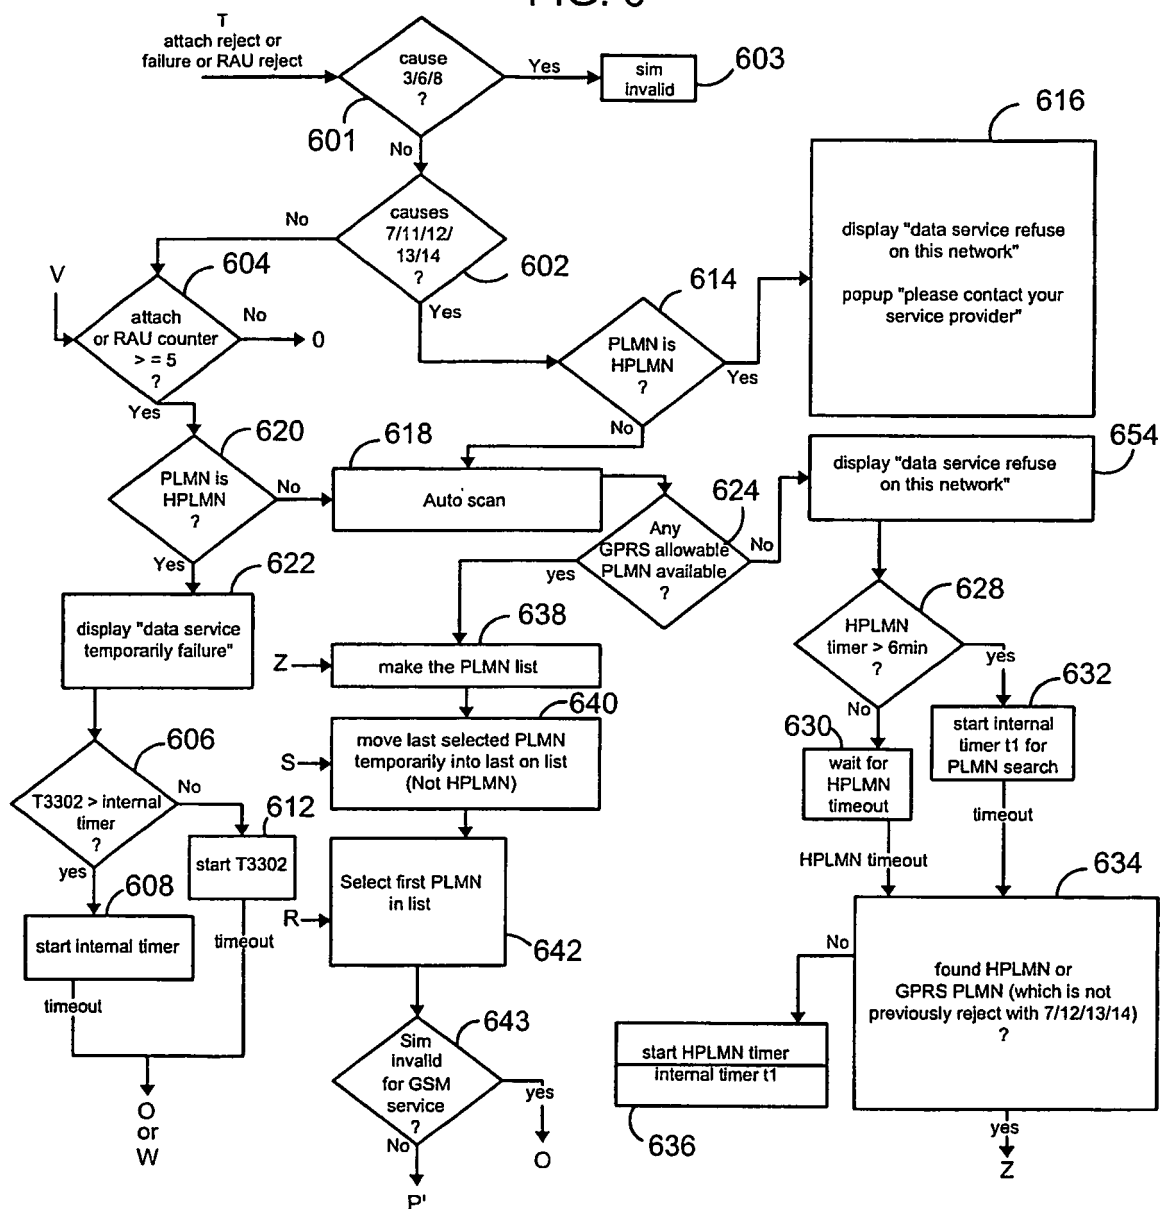 T
attach reject or
failure or RAU reject
cause
3/6/8
?
601
Yes
sim
invalid
603
No
causes
7/11/12/
13/14
?
602
No
Yes
V
604
attach
or RAU counter
> = 5
?
No
0
Yes
614
PLMN is
HPLMN
?
Yes
No
616
display "data service refuse
on this network"
popup "please contact your
service provider"
620
PLMN is
HPLMN
?
No
Yes
618
Auto scan
624
Any
GPRS allowable
PLMN available
?
yes
No
654
display "data service refuse
on this network"
622
display "data service
temporarily failure"
638
Z
make the PLMN list
640
S
move last selected PLMN
temporarily into last on list
(Not HPLMN)
628
HPLMN
timer > 6min
?
yes
No
632
start internal
timer t1 for
PLMN search
630
wait for
HPLMN
timeout
timeout
HPLMN timeout
606
T3302 > internal
timer
?
No
yes
612
start T3302
608
start internal timer
timeout
timeout
O
or
W
R
Select first PLMN
in list
642
643
Sim
invalid
for GSM
service
?
yes
O
No
P'
634
found HPLMN or
GPRS PLMN (which is not
previously reject with 7/12/13/14)
?
No
yes
Z
start HPLMN timer
internal timer t1
636